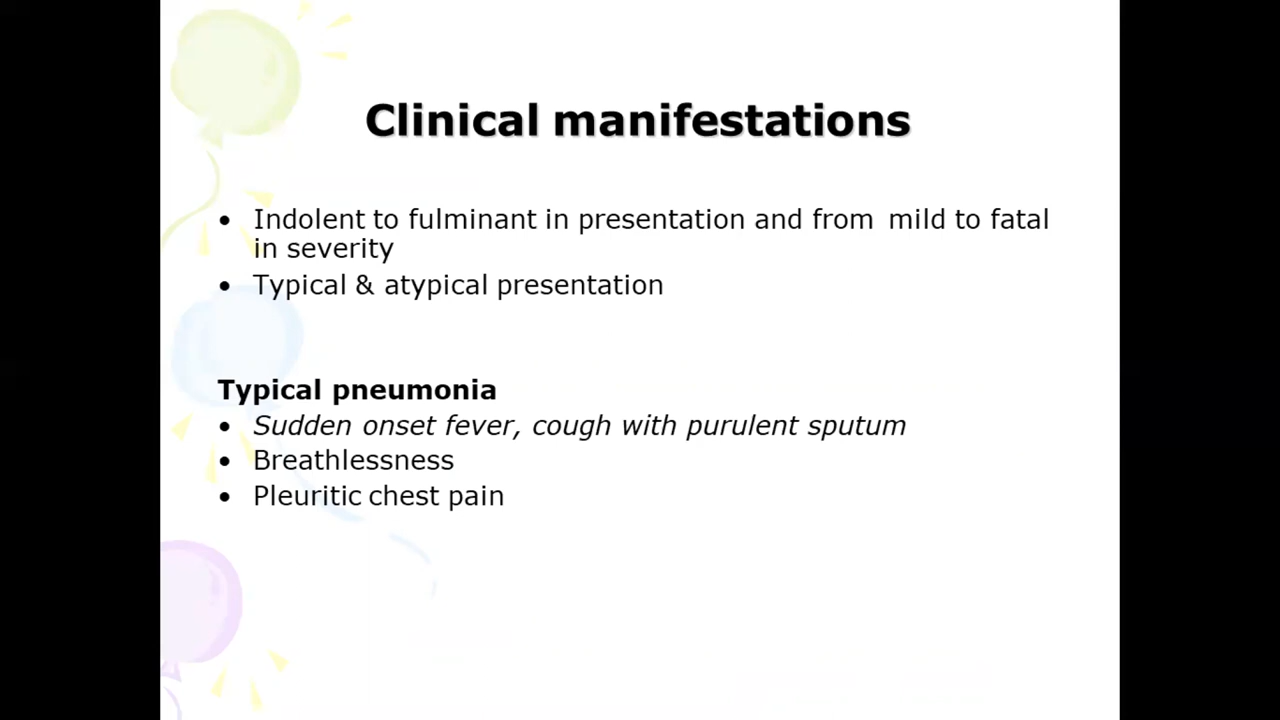 Clinical manifestations
• Indolent to fulminant in presentation and from mild to fatal
in severity
• Typical & atypical presentation
Typical pneumonia
• Sudden onset fever, cough with purulent sputum
• Breathlessness
• Pleuritic chest pain